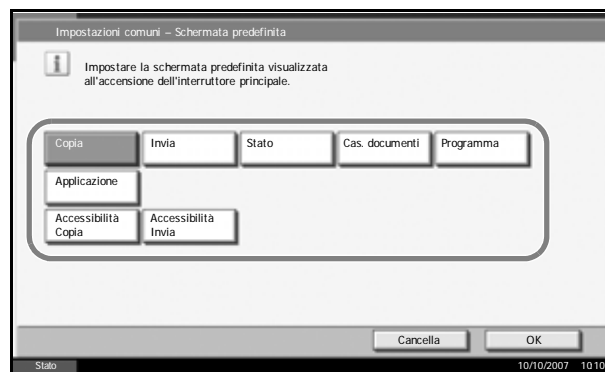 Impostazioni comuni – Schermata predefinita
Impostare la schermata predefinita visualizzata
all'accensione dell'interruttore principale.
Copia Invia Stato Cas. documenti Programma
Applicazione
Accessibilità Accessibilità
Copia Invia
Cancella OK
Stato 10/10/2007 10:10